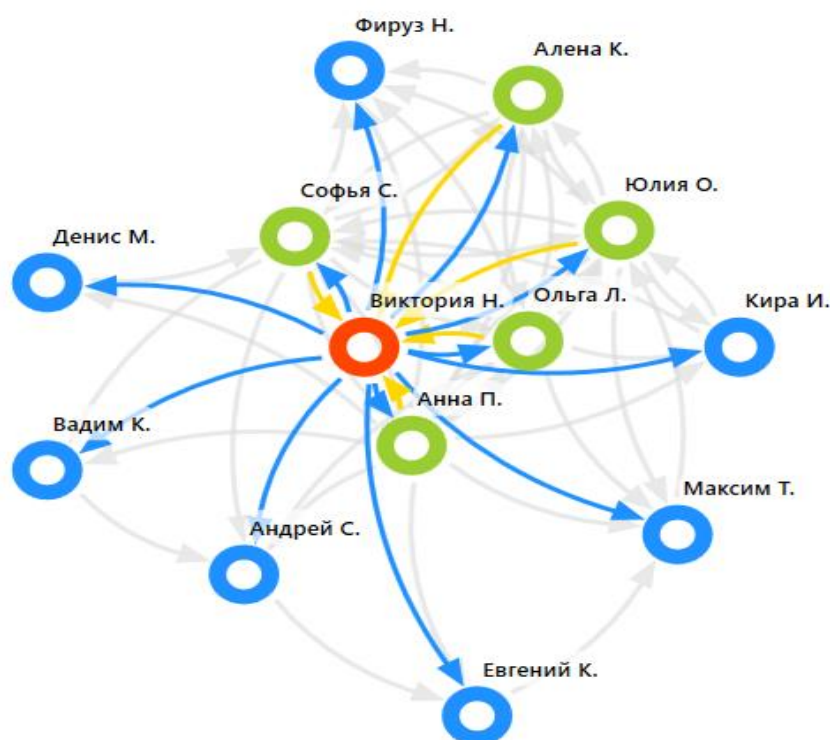 Фируз Н.
Алена К.
Софья С.
Юлия О.
Денис М.
Виктория Н.
Ольга Л.
Кира И.
Анна П.
Вадим К.
Максим Т.
Андрей С.
Евгений К.